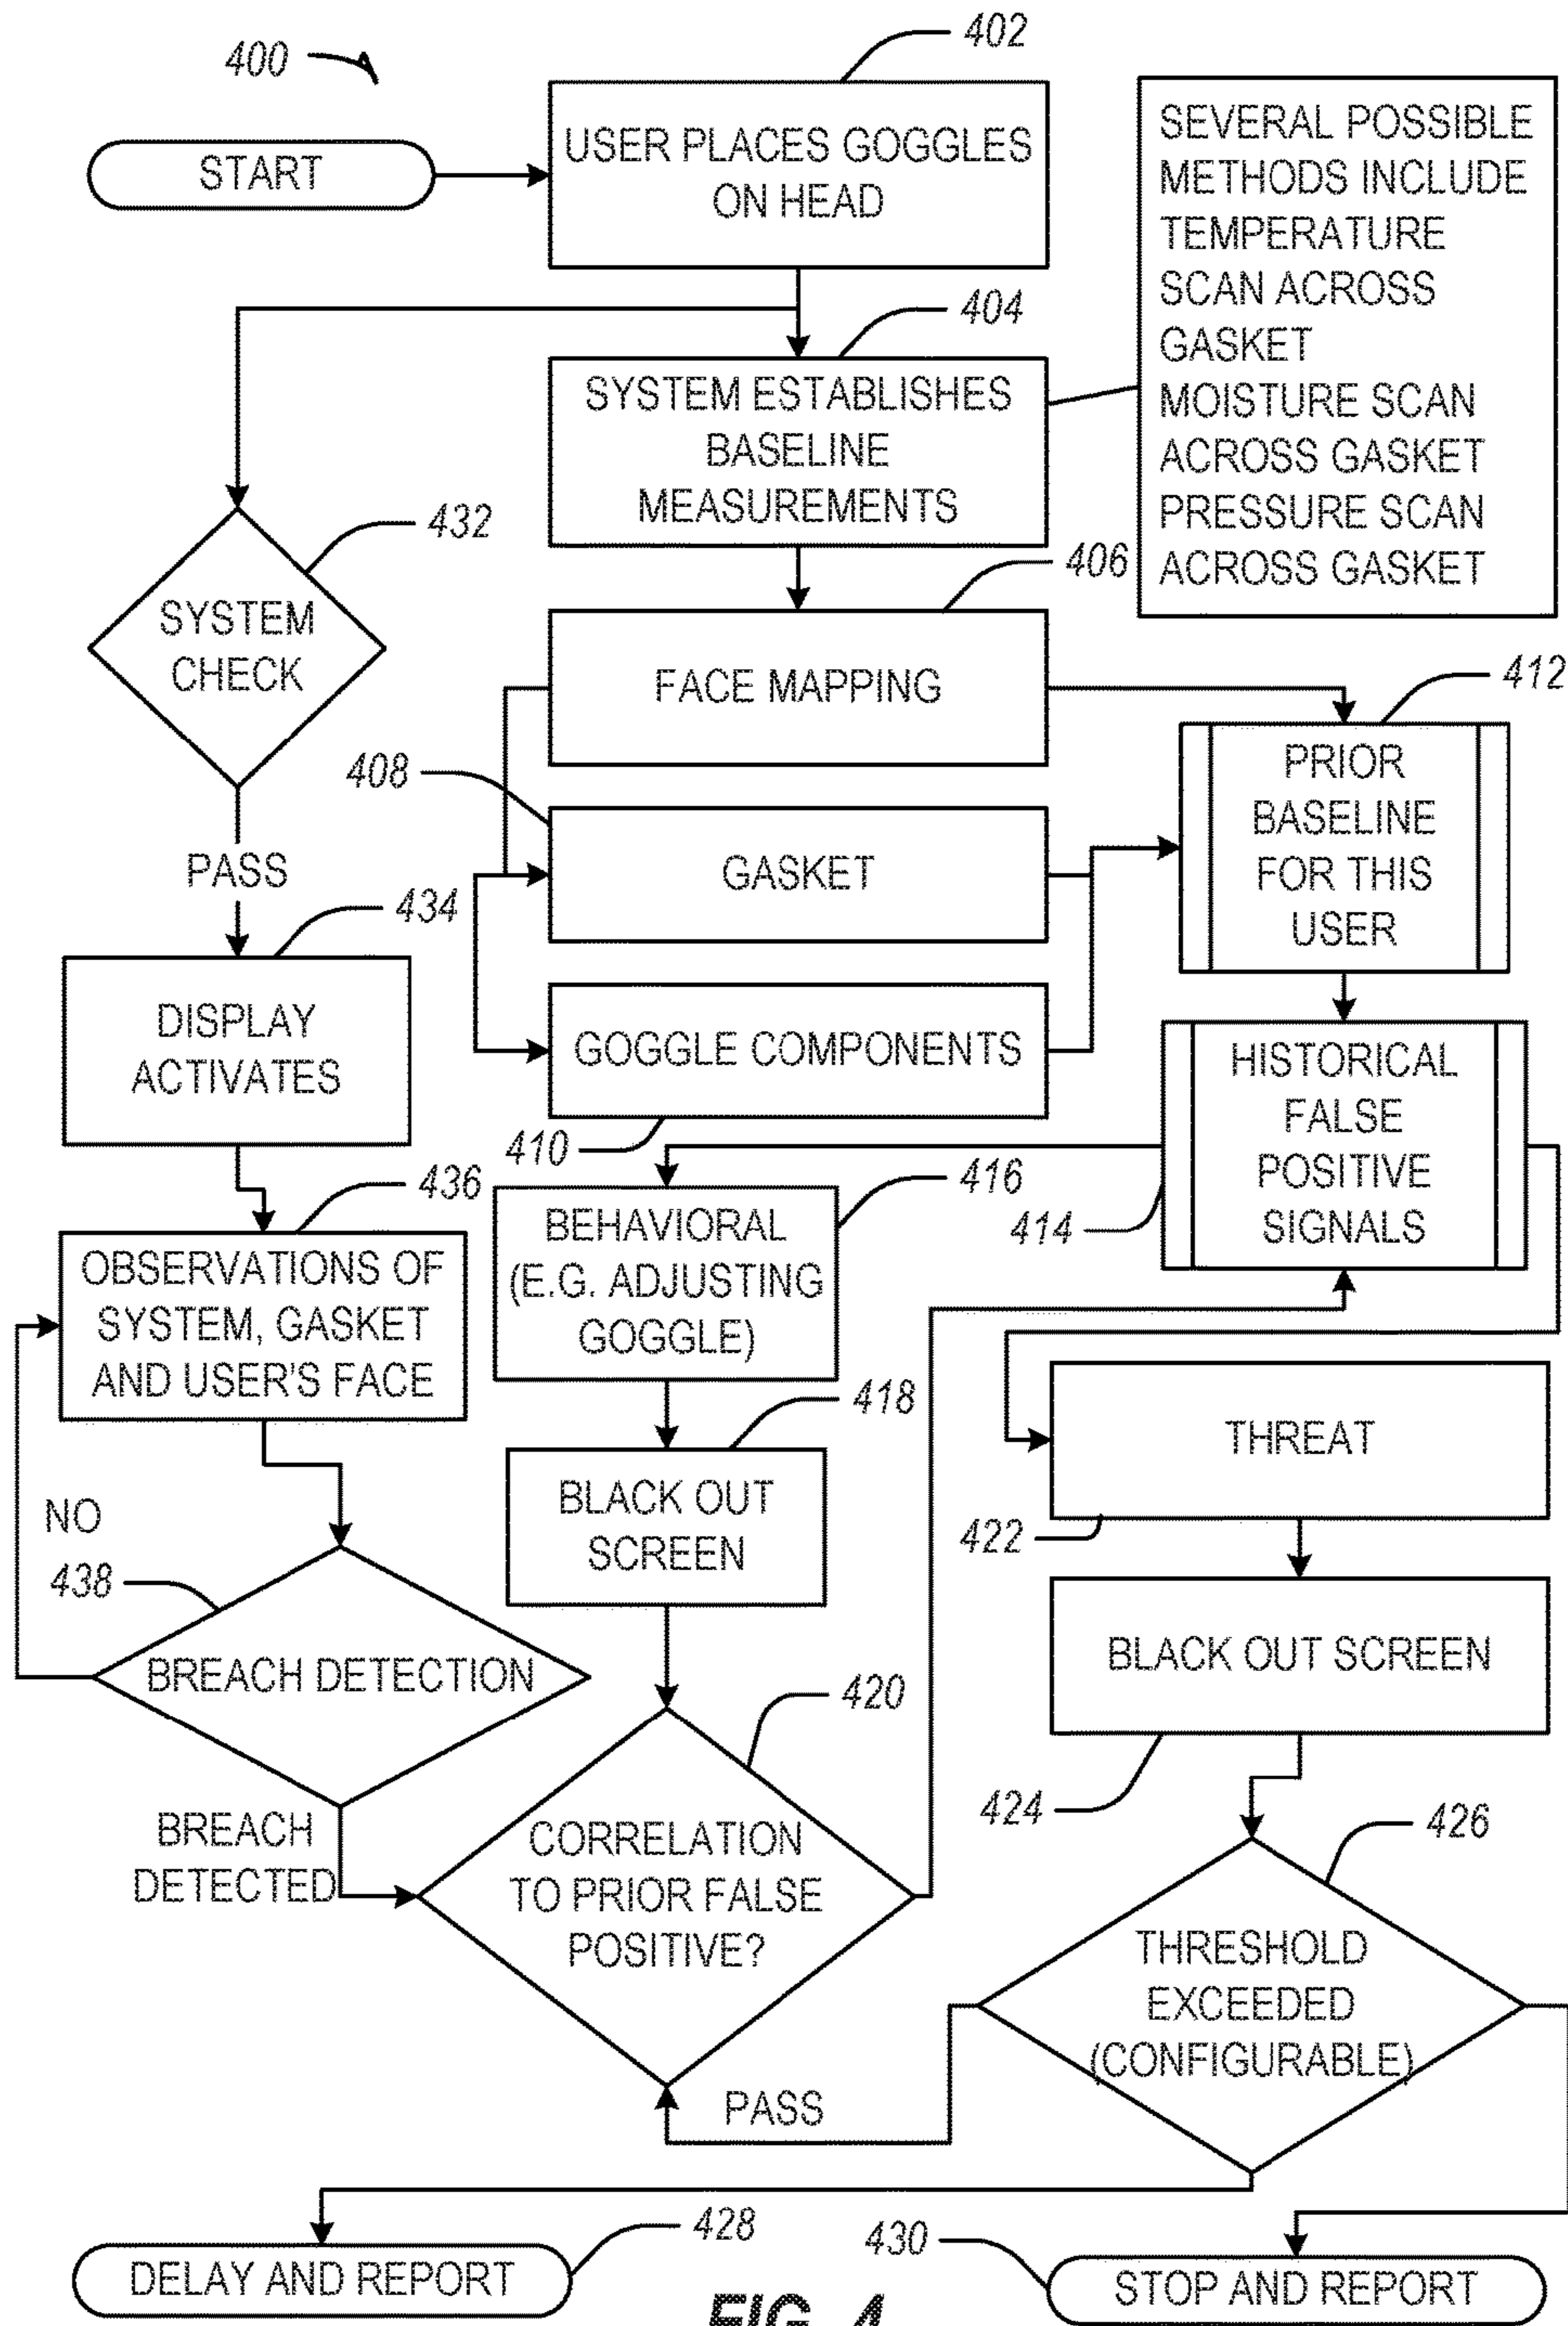 400
402
START
USER PLACES GOGGLES
ON HEAD
SEVERAL POSSIBLE
METHODS INCLUDE
TEMPERATURE
SCAN ACROSS
GASKET
MOISTURE SCAN
ACROSS GASKET
PRESSURE SCAN
ACROSS GASKET
404
SYSTEM ESTABLISHES
BASELINE
MEASUREMENTS
432
SYSTEM
CHECK
406
FACE MAPPING
412
PRIOR
BASELINE
FOR THIS
USER
408
GASKET
PASS
434
DISPLAY
ACTIVATES
GOGGLE COMPONENTS
410
HISTORICAL
FALSE
POSITIVE
SIGNALS
414
436
OBSERVATIONS OF
SYSTEM, GASKET
AND USER'S FACE
416
BEHAVIORAL
(E.G. ADJUSTING
GOGGLE)
418
BLACK OUT
SCREEN
THREAT
422
NO
438
BREACH DETECTION
BLACK OUT SCREEN
424
420
BREACH
DETECTED
CORRELATION
TO PRIOR FALSE
POSITIVE?
426
THRESHOLD
EXCEEDED
(CONFIGURABLE)
PASS
428
DELAY AND REPORT
430
STOP AND REPORT
FIG. 4